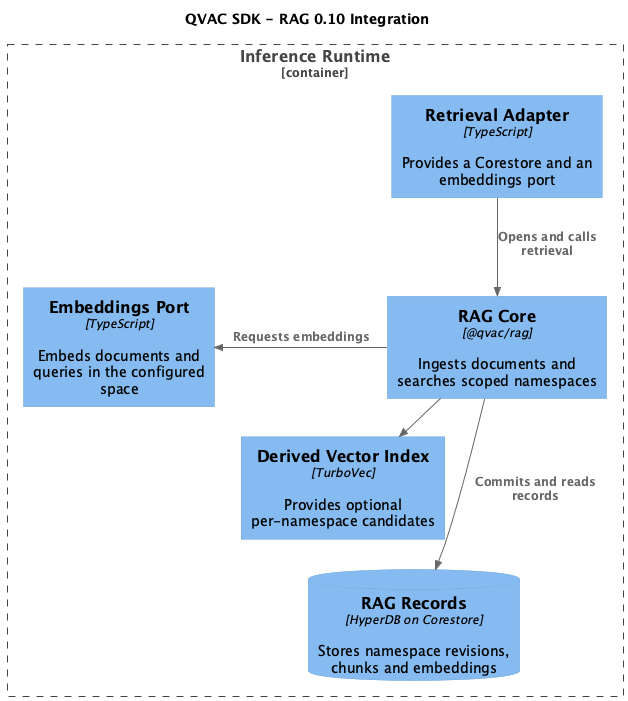 QVAC SDK - RAG 0.10 Integration
Inference Runtime
[container]
Retrieval Adapter
[TypeScript]
Provides a Corestore and an
embeddings port
Opens and calls
retrieval
Embeddings Port
[TypeScript]
Embeds documents and
queries in the configured
space
Requests embeddings
RAG Core
[@qvac/rag]
Ingests documents and
searches scoped namespaces
Derived Vector Index
[TurboVec]
Provides optional
per-namespace candidates
Commits and reads
records
RAG Records
[HyperDB on Corestore]
Stores namespace revisions,
chunks and embeddings